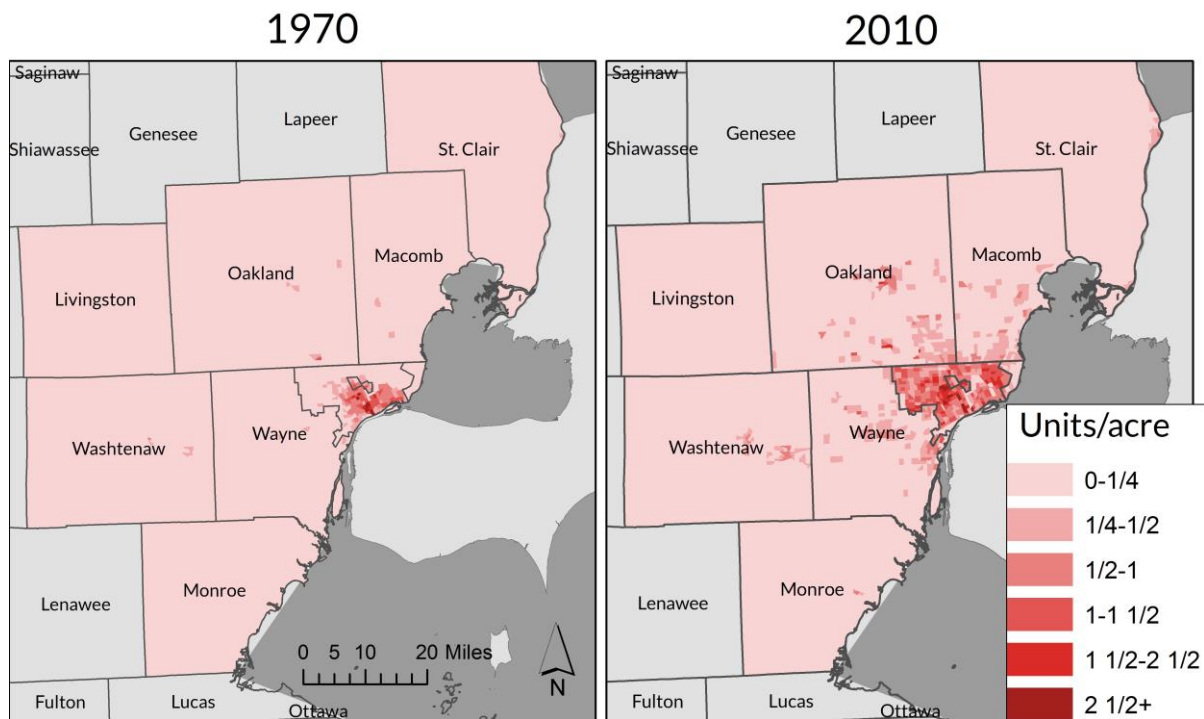 1970
Saginaw
Lapeer
Genesee
Shiawassee
St. Clair
Macomb
Oakland
Livingston
Wayne
Washtenaw
Monroe
Lenawee
0 5 10 20 Miles
N
Fulton
Lucas
Ottawa
2010
Saginaw
Lapeer
Genesee
Shiawassee
St. Clair
Macomb
Oakland
Livingston
Wayne
Washtenaw
Monroe
Lenawee
Fulton
Lucas
Ottawa
Units/acre
0-1/4
1/4-1/2
1/2-1
1-1 1/2
1 1/2-2 1/2
2 1/2+